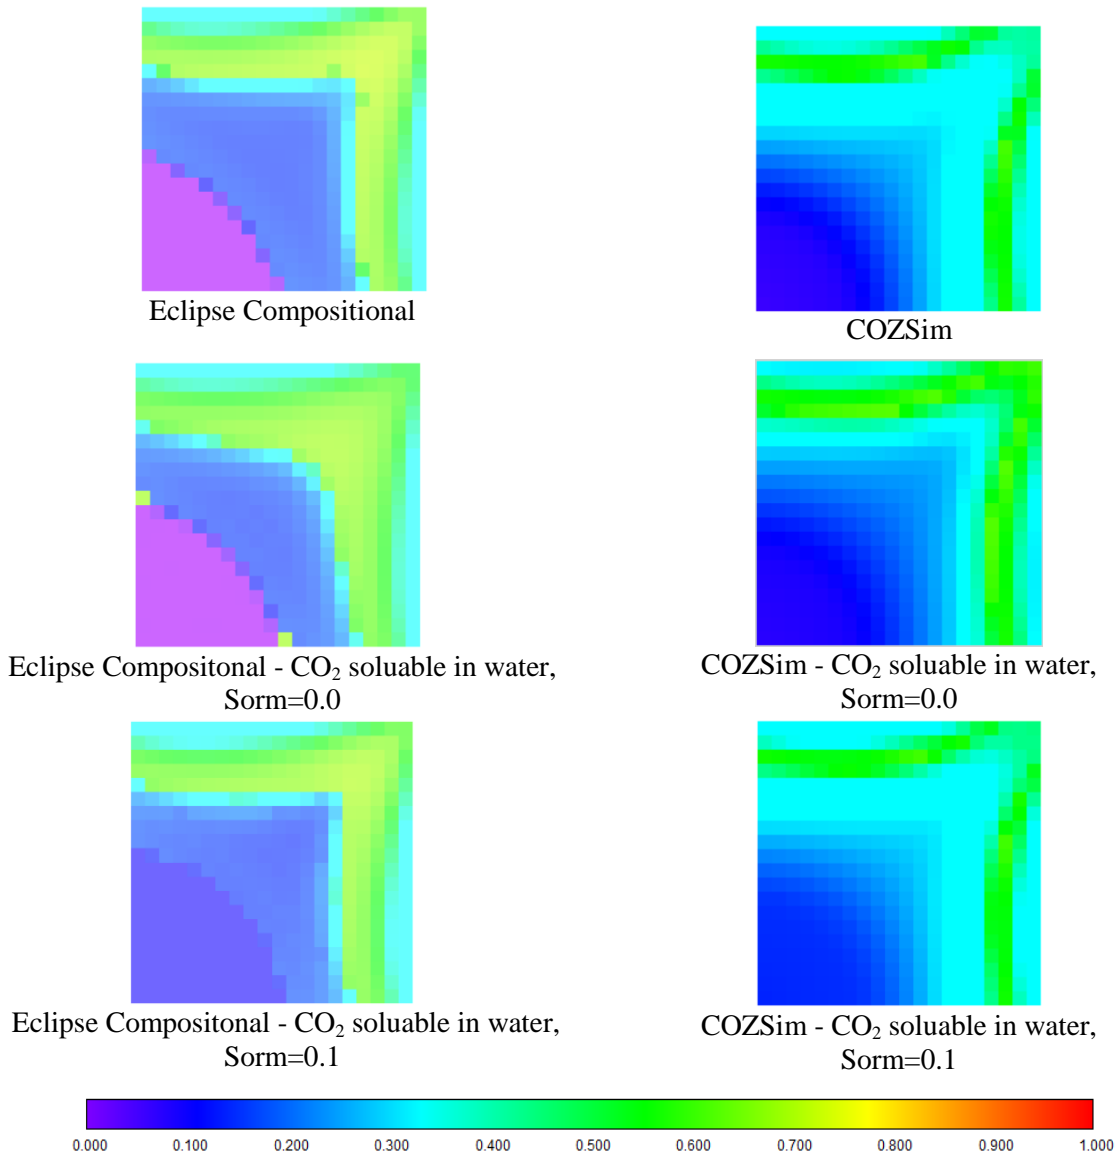 Eclipse Compositional
COZSim
Eclipse Compositonal - CO₂ soluable in water,
Sorm=0.0
COZSim - CO₂ soluable in water,
Sorm=0.0
Eclipse Compositonal - CO₂ soluable in water,
Sorm=0.1
COZSim - CO₂ soluable in water,
Sorm=0.1
0.000 0.100 0.200 0.300 0.400 0.500 0.600 0.700 0.800 0.900 1.000